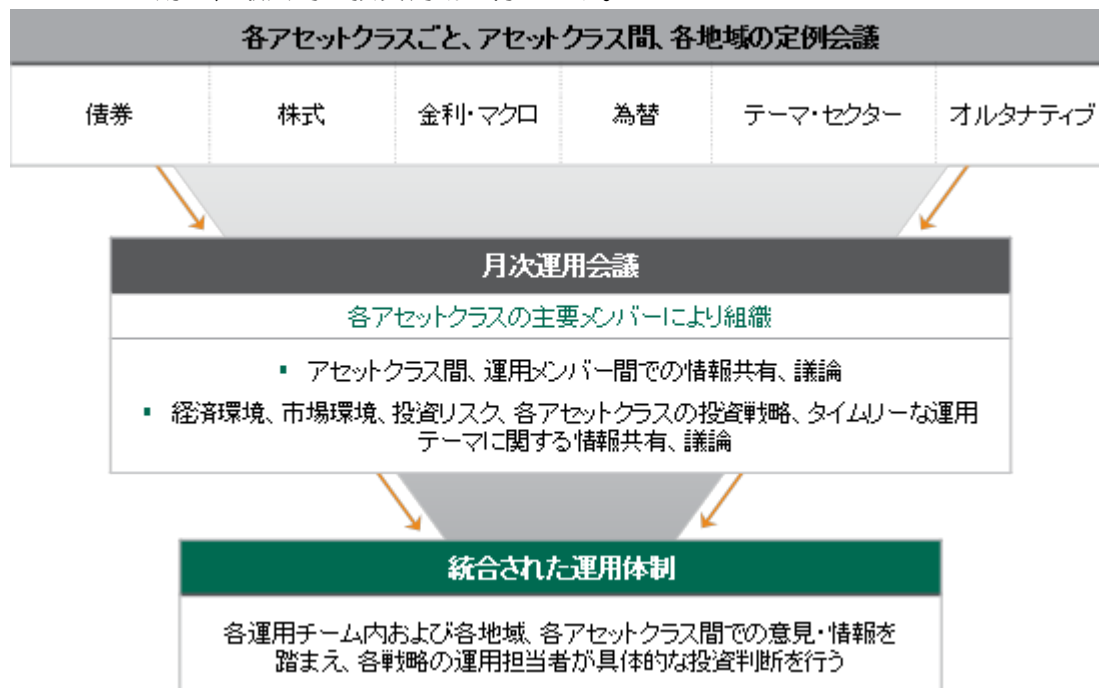 各アセットクラスごと、アセットクラス間、各地域の定例会議
債券
株式
金利・マクロ
為替
テーマ・セクター
オルタナティブ
月次運用会議
各アセットクラスの主要メンバーにより組織
▪ アセットクラス間、運用メンバー間での情報共有、議論
▪ 経済環境、市場環境、投資リスク、各アセットクラスの投資戦略、タイムリーな運用
テーマに関する情報共有、議論
統合された運用体制
各運用チーム内および各地域、各アセットクラス間での意見・情報を
踏まえ、各戦略の運用担当者が具体的な投資判断を行う